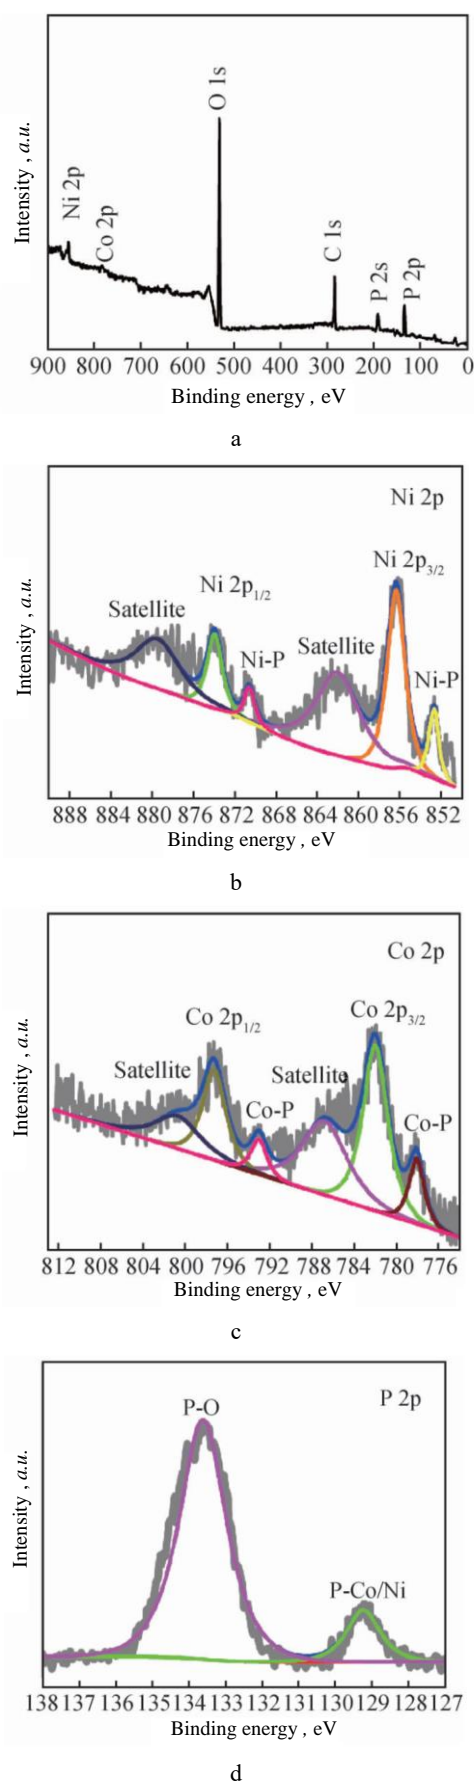 O 1s
Ni 2p
Co 2p
C 1s
P 2s
P 2p
Intensity, a.u.
900 800 700 600 500 400 300 200 100 0
Binding energy, eV
a
Ni 2p
Ni 2p3/2
Ni 2p1/2
Satellite
Ni-P
Satellite
Ni-P
Intensity, a.u.
888 884 880 876 872 868 864 860 856 852
Binding energy, eV
b
Co 2p
Co 2p3/2
Co 2p1/2
Satellite
Satellite
Co-P
Co-P
Intensity, a.u.
812 808 804 800 796 792 788 784 780 776
Binding energy, eV
c
P 2p
P-O
P-Co/Ni
Intensity, a.u.
138 137 136 135 134 133 132 131 130 129 128 127
Binding energy, eV
d